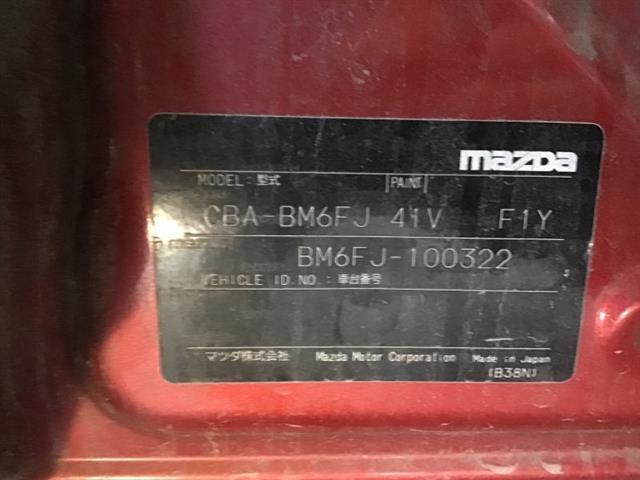 mazda
MODEL:型式 PAINT
CBA-BM6FJ 41V F1Y
BM6FJ-100322
VEHICLE ID.NO.:車台番号
マツダ株式会社 Mazda Motor Corporation Made in Japan
(B38N)